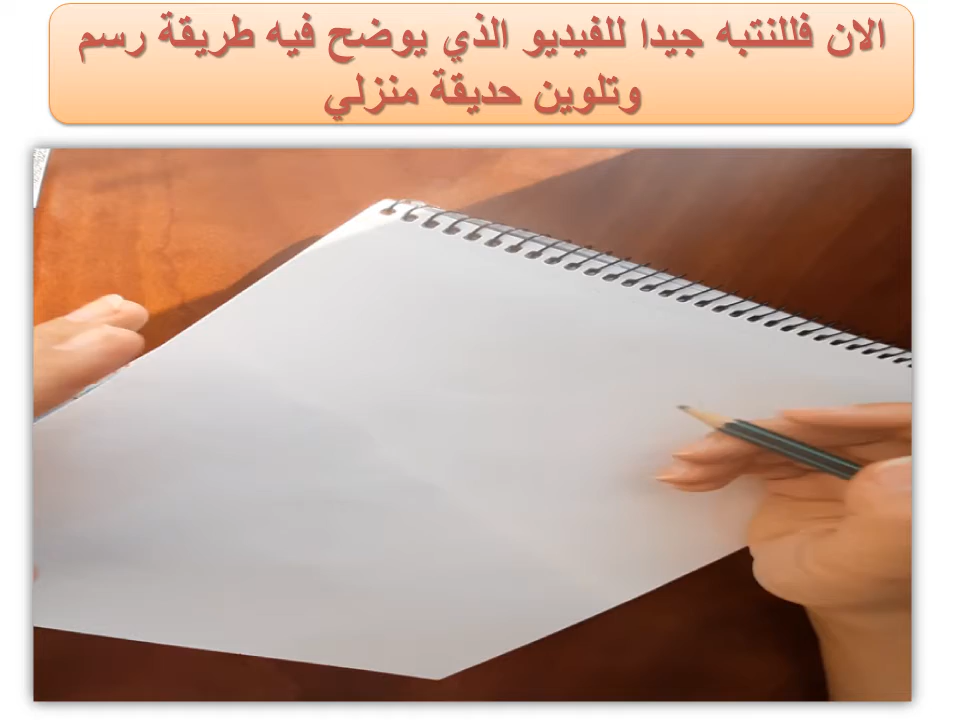 الان فللنتبه جيدا للفيديو الذي يوضح فيه طريقة رسم
وتلوين حديقة منزلي